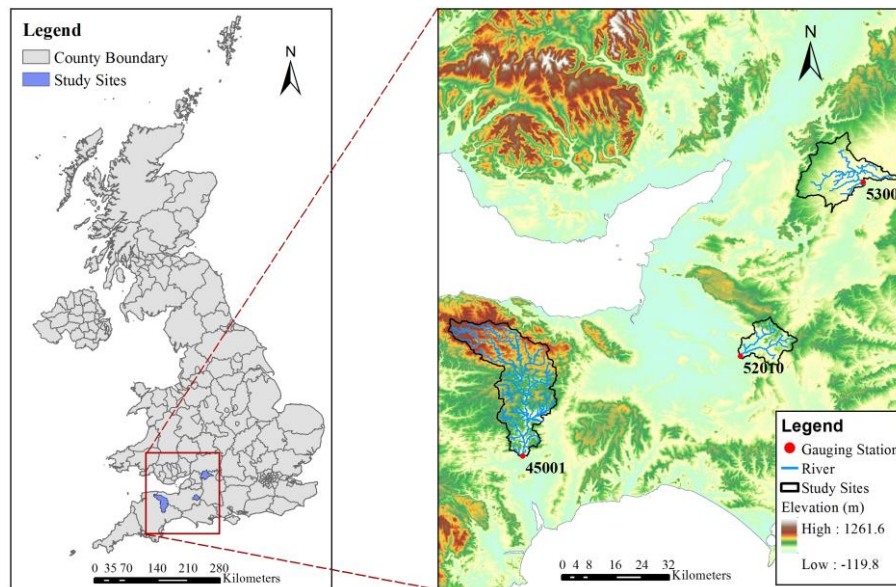 Legend
County Boundary
Study Sites
N
0 35 70 140 210 280
Kilometers
N
5300
52010
45001
Legend
Gauging Station
River
Study Sites
Elevation (m)
High : 1261.6
Low : -119.8
0 4 8 16 24 32
Kilometers